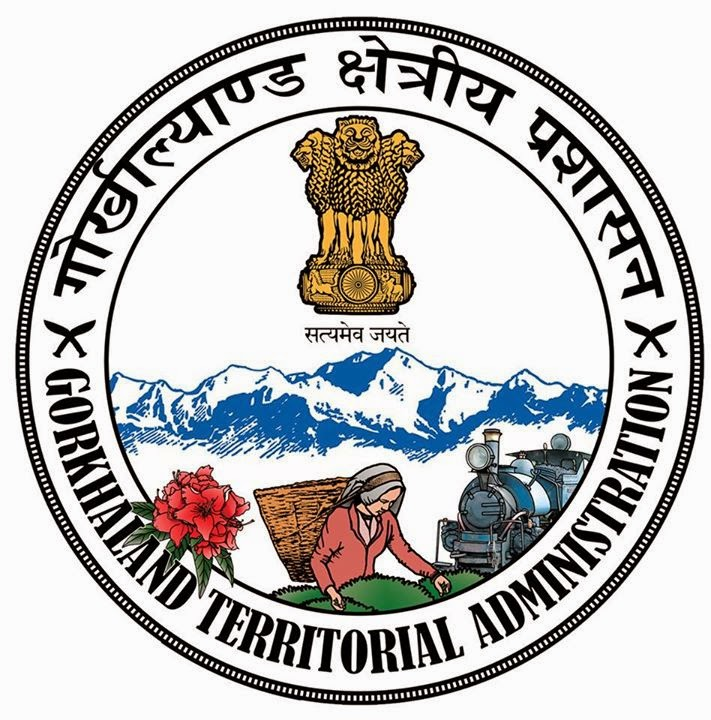 गोर्खाल्याण्ड क्षेत्रीय प्रशासन
सत्यमेव जयते
GORKHALAND TERRITORIAL ADMINISTRATION